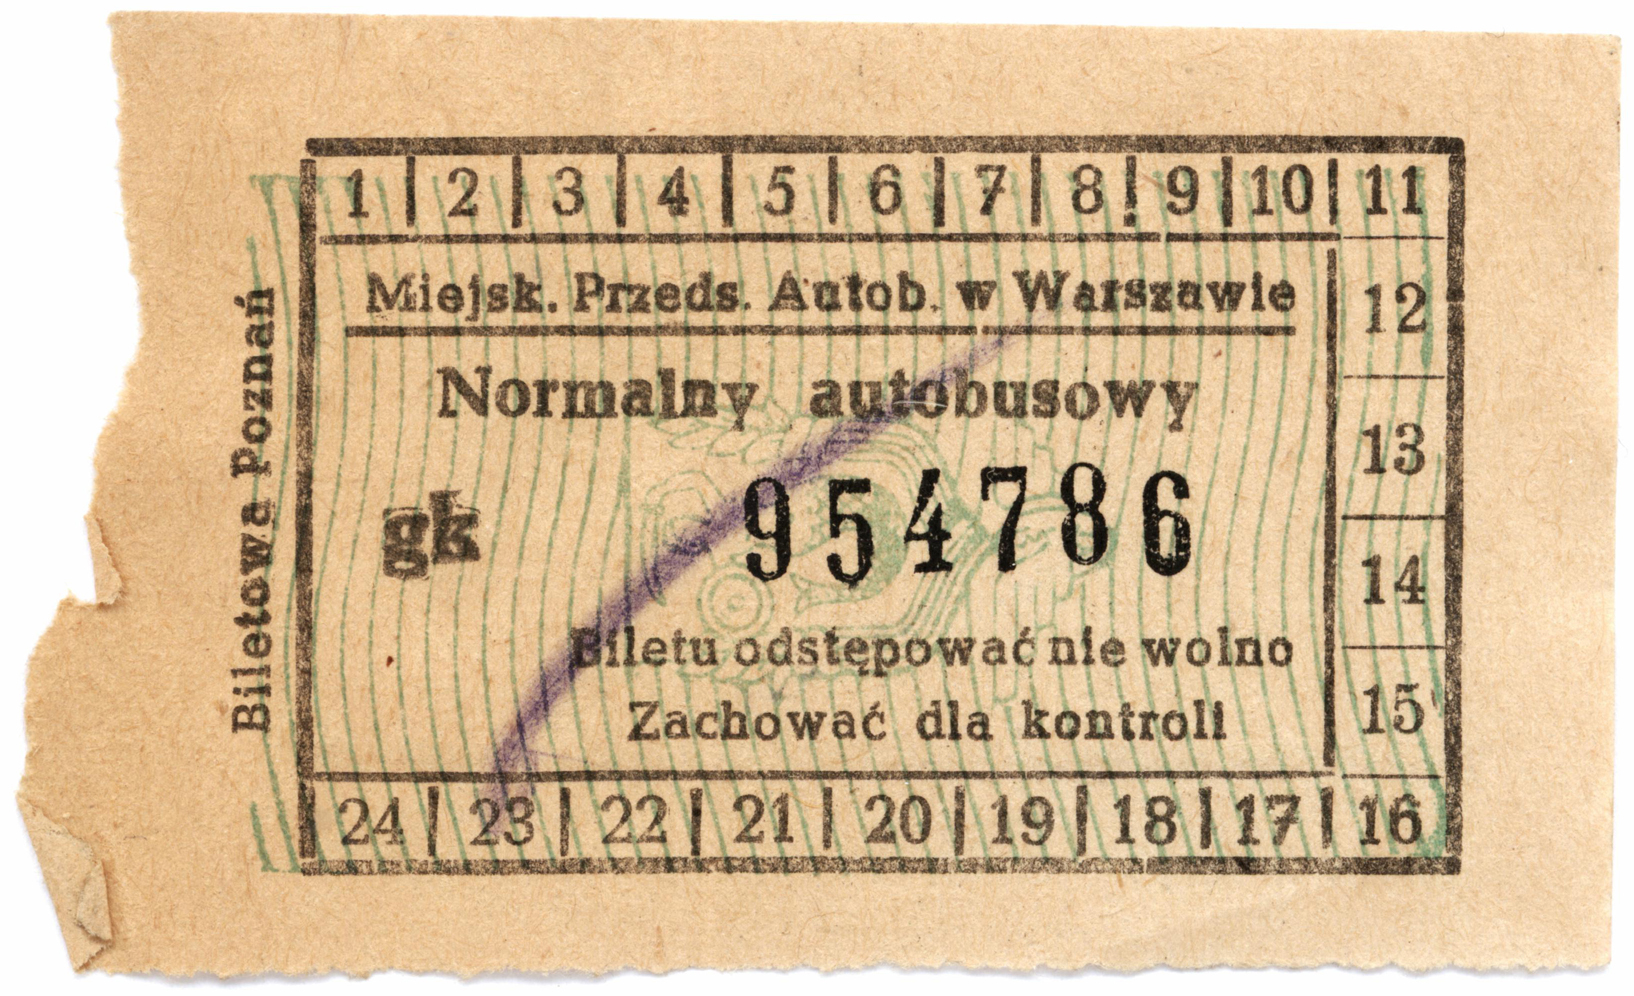 1 2 3 4 5 6 7 8 9 10 11
Miejsk. Przeds. Autob. w Warszawie
12
Normalny autobusowy
13
gk 954786
14
Biletu odstępować nie wolno
Zachować dla kontroli
15
24 23 22 21 20 19 18 17 16
Biletowa Poznań